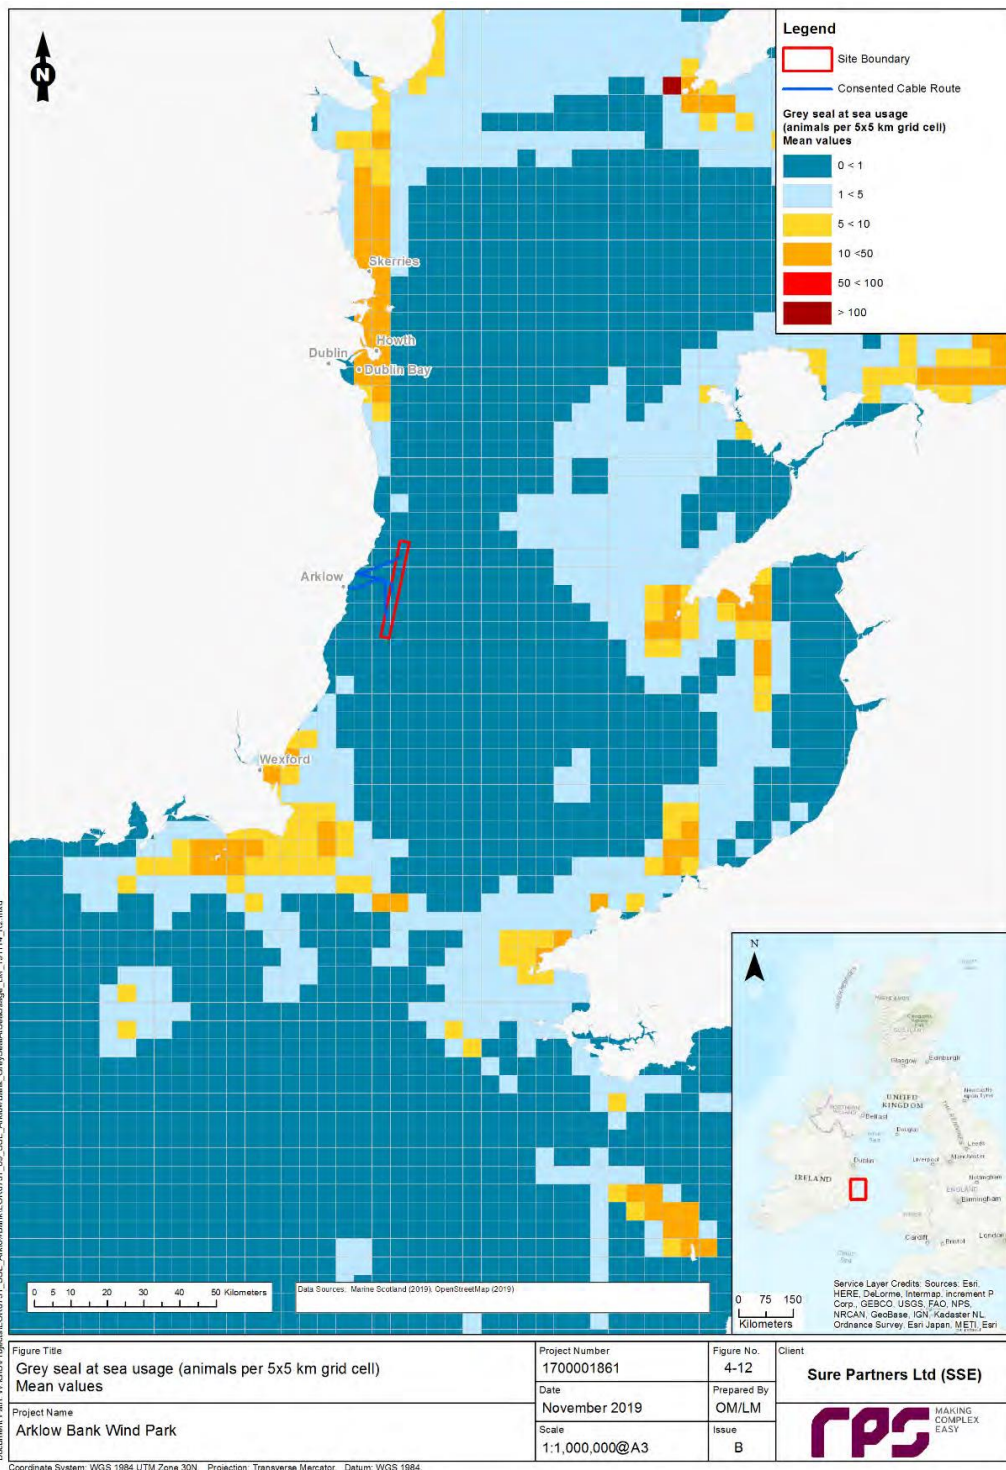 N
Legend
Site Boundary
Consented Cable Route
Grey seal at sea usage
(animals per 5x5 km grid cell)
Mean values
0 < 1
1 < 5
5 < 10
10 <50
50 < 100
> 100
Skerries
Howth
Dublin
Dublin Bay
Arklow
Wexford
N
Glasgow
Edinburgh
UNITED
KINGDOM
Belfast
Douglas
Leeds
Dublin
Liverpool
Manchester
IRELAND
ENGLAND
Birmingham
Cardiff
Bristol
London
0 75 150
Kilometers
Service Layer Credits: Sources: Esri,
HERE, DeLorme, Intermap, increment P
Corp., GEBCO, USGS, FAO, NPS,
NRCAN, GeoBase, IGN, Kadaster NL,
Ordnance Survey, Esri Japan, METI, Esri
0 5 10 20 30 40 50 Kilometers
Data Sources: Marine Scotland (2019), OpenStreetMap (2019)
Figure Title
Grey seal at sea usage (animals per 5x5 km grid cell)
Mean values
Project Name
Arklow Bank Wind Park
Project Number
1700001861
Date
November 2019
Scale
1:1,000,000@A3
Figure No.
4-12
Prepared By
OM/LM
Issue
B
Client
Sure Partners Ltd (SSE)
rps
MAKING
COMPLEX
EASY
Coordinate System: WGS 1984 UTM Zone 30N. Projection: Transverse Mercator. Datum: WGS 1984